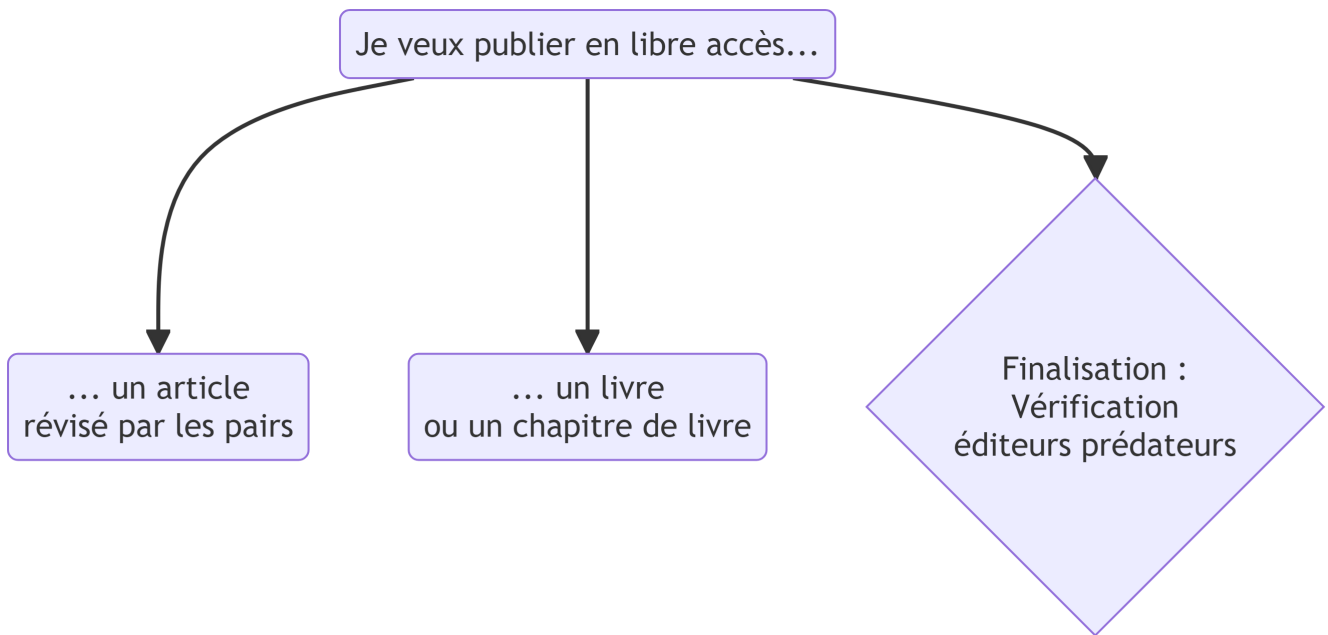 Je veux publier en libre accès...
... un article
révisé par les pairs
... un livre
ou un chapitre de livre
Finalisation :
Vérification
éditeurs prédateurs